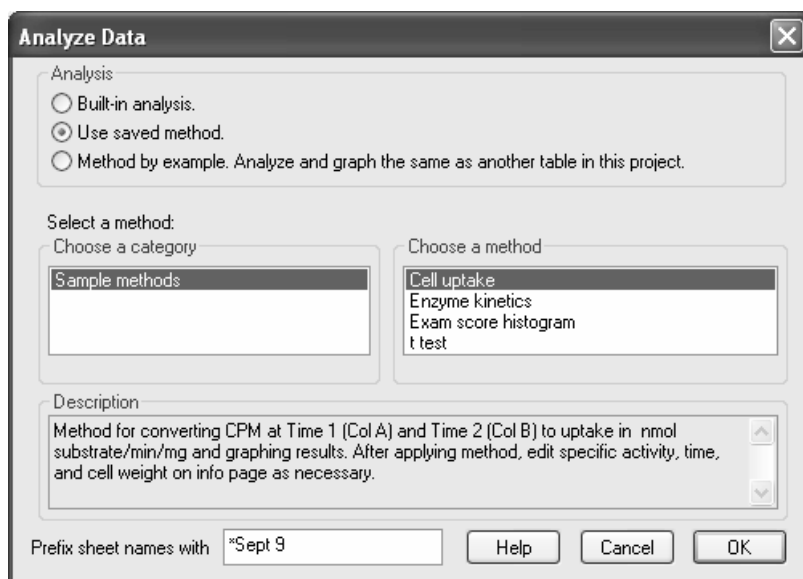 Analyze Data
Analysis
Built-in analysis.
Use saved method.
Method by example. Analyze and graph the same as another table in this project.
Select a method:
Choose a category
Sample methods
Choose a method
Cell uptake
Enzyme kinetics
Exam score histogram
t test
Description
Method for converting CPM at Time 1 (Col A) and Time 2 (Col B) to uptake in nmol
substrate/min/mg and graphing results. After applying method, edit specific activity, time,
and cell weight on info page as necessary.
Prefix sheet names with *Sept 9 Help Cancel OK